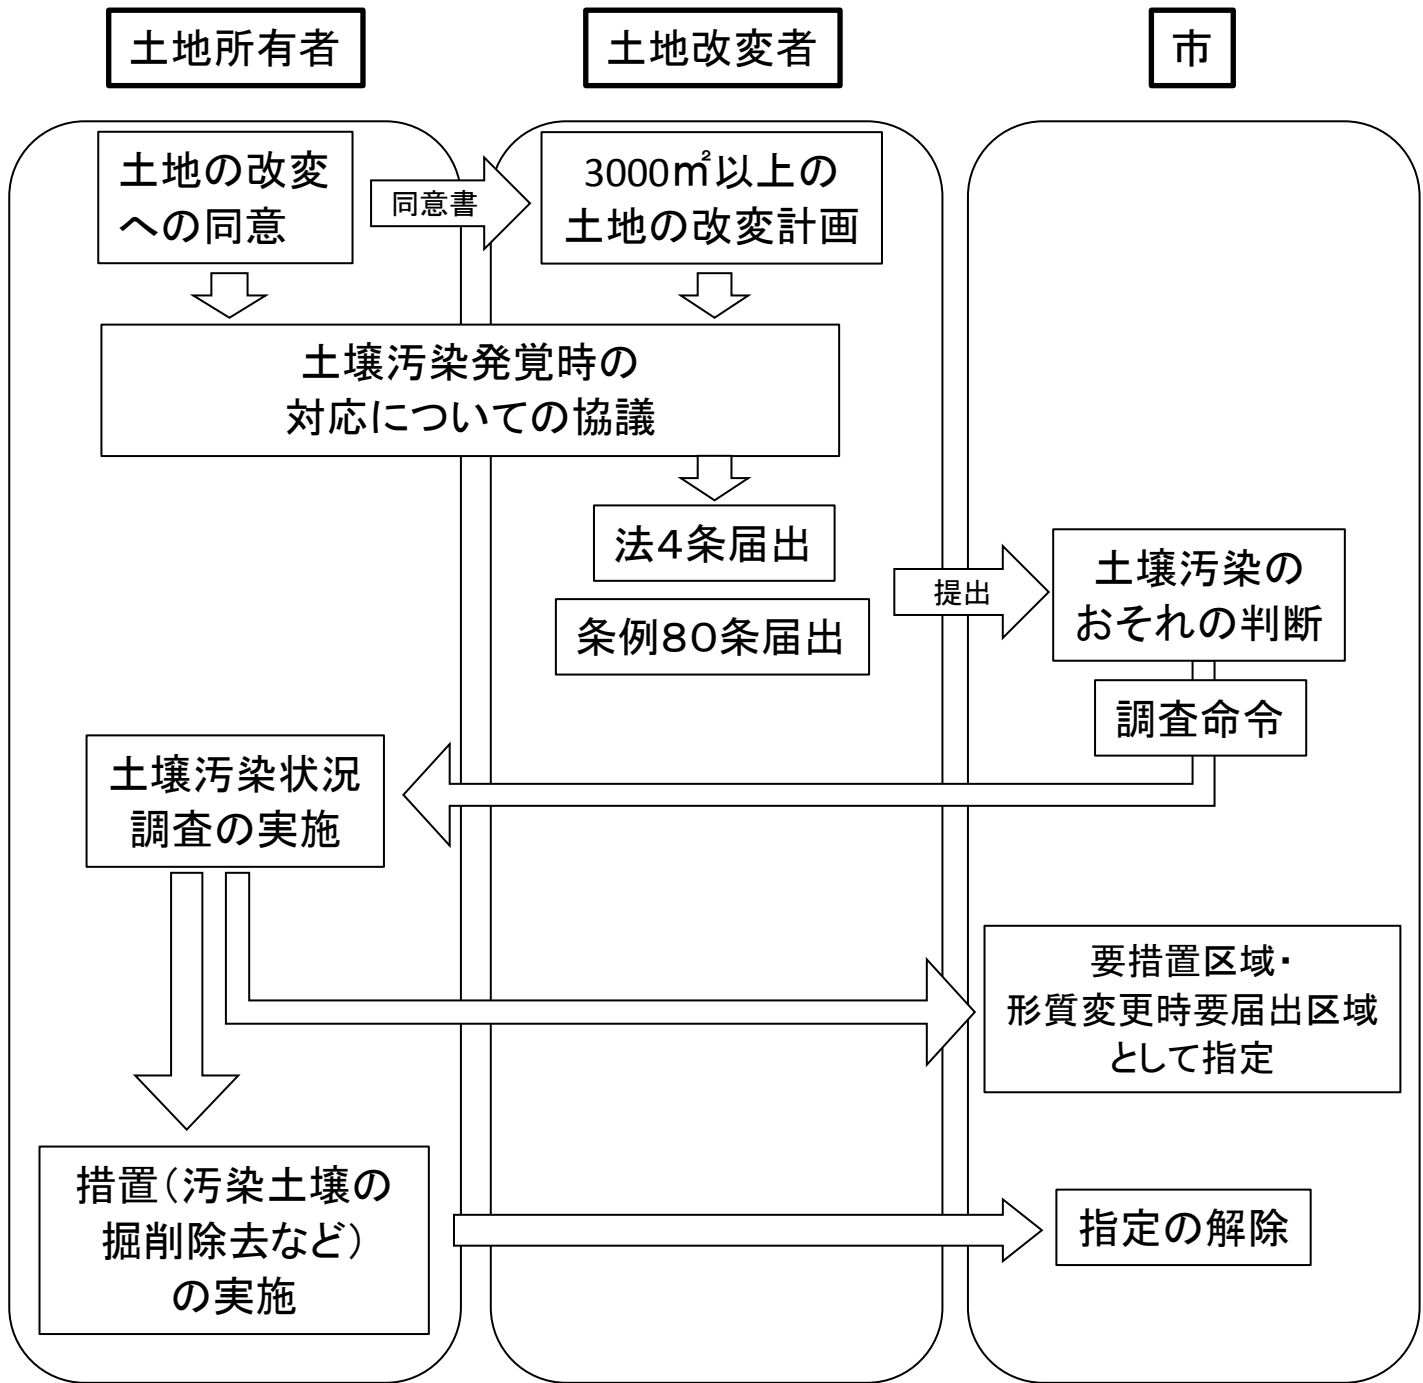 土地所有者
土地改変者
市
土地の改変
への同意
同意書
3000㎡以上の
土地の改変計画
土壌汚染発覚時の
対応についての協議
法４条届出
条例８０条届出
提出
土壌汚染の
おそれの判断
調査命令
土壌汚染状況
調査の実施
要措置区域・
形質変更時要届出区域
として指定
措置（汚染土壌の
掘削除去など）
の実施
指定の解除